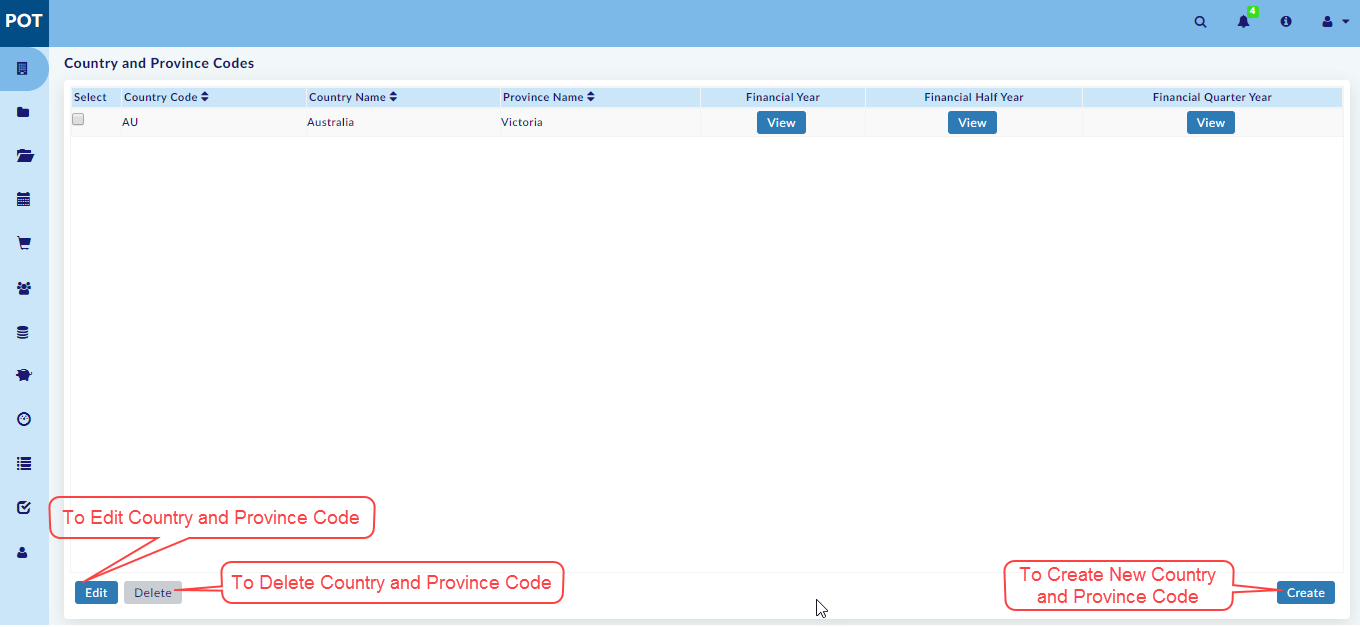 POT
4
Country and Province Codes
Select Country Code Country Name Province Name Financial Year Financial Half Year Financial Quarter Year
AU Australia Victoria View View View
To Edit Country and Province Code
To Delete Country and Province Code
To Create New Country
and Province Code
Edit Delete Create